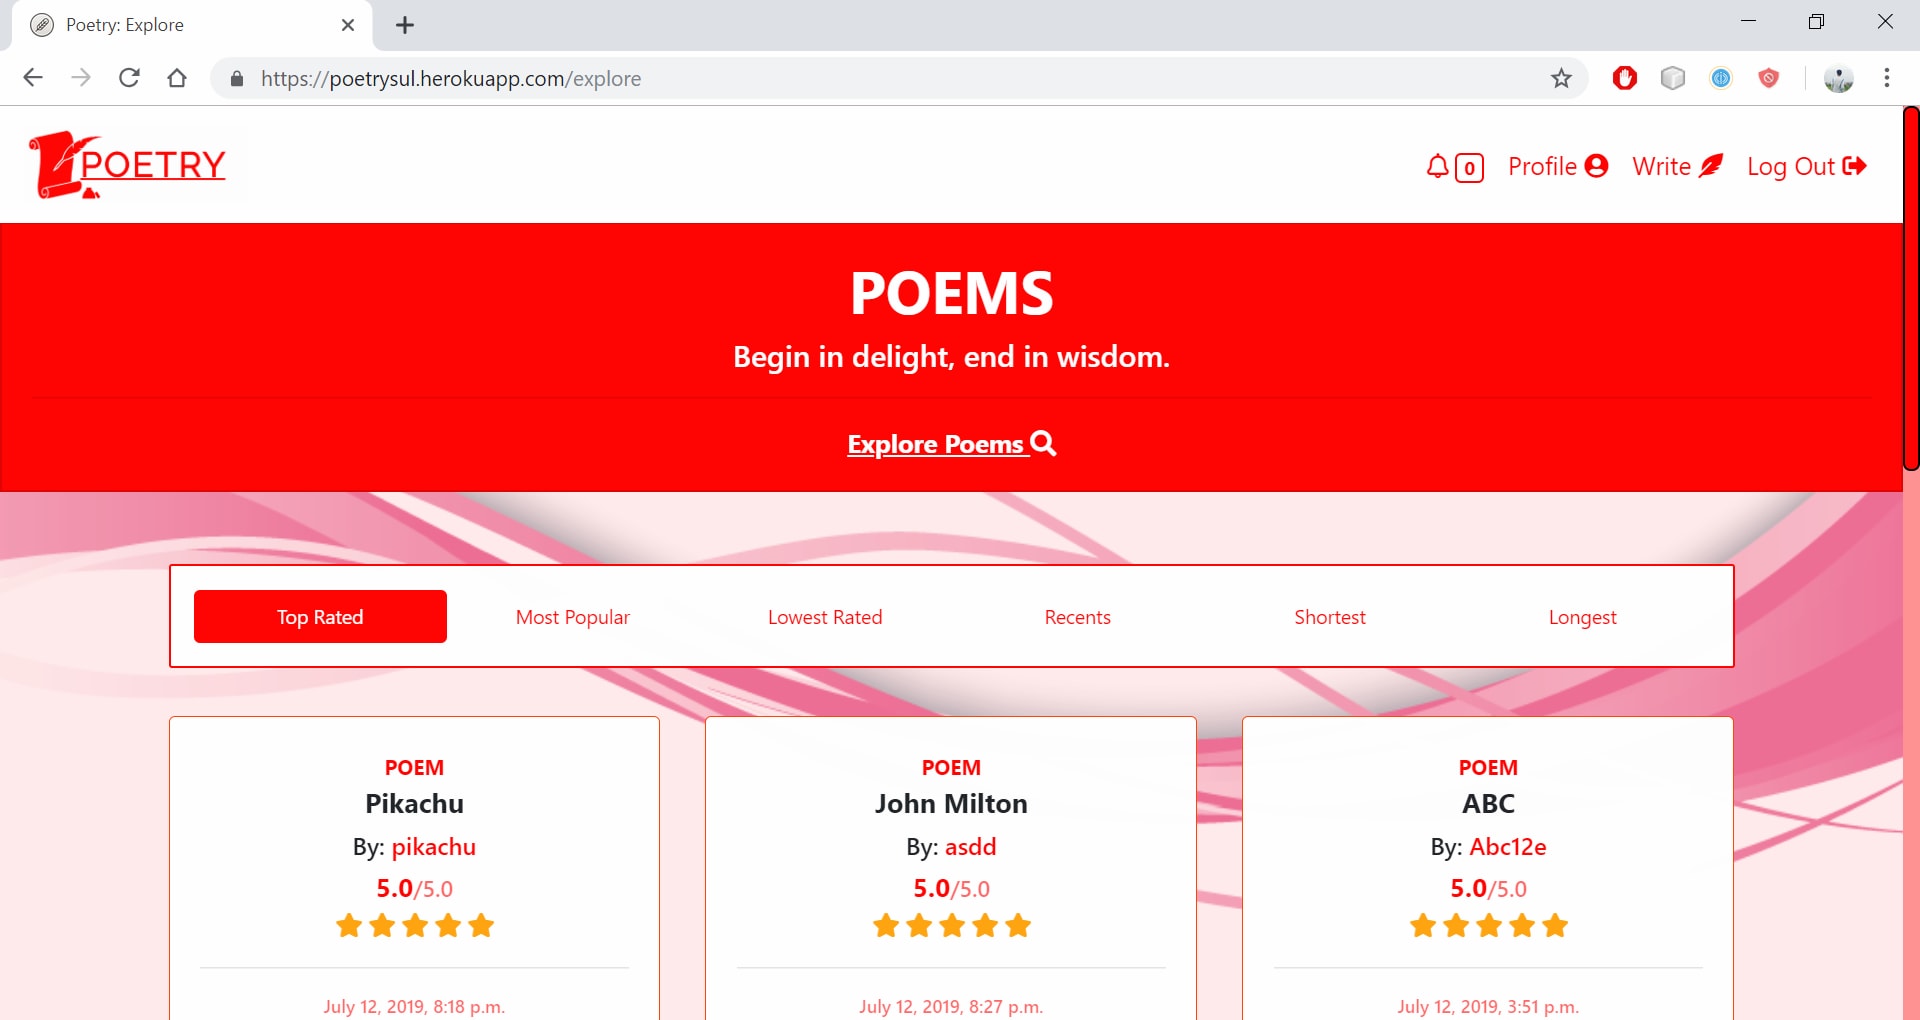 Poetry: Explore
https://poetrysul.herokuapp.com/explore
POETRY
0 Profile Write Log Out
POEMS
Begin in delight, end in wisdom.
Explore Poems
Top Rated Most Popular Lowest Rated Recents Shortest Longest
POEM
Pikachu
By: pikachu
5.0/5.0
July 12, 2019, 8:18 p.m.
POEM
John Milton
By: asdd
5.0/5.0
July 12, 2019, 8:27 p.m.
POEM
ABC
By: Abc12e
5.0/5.0
July 12, 2019, 3:51 p.m.